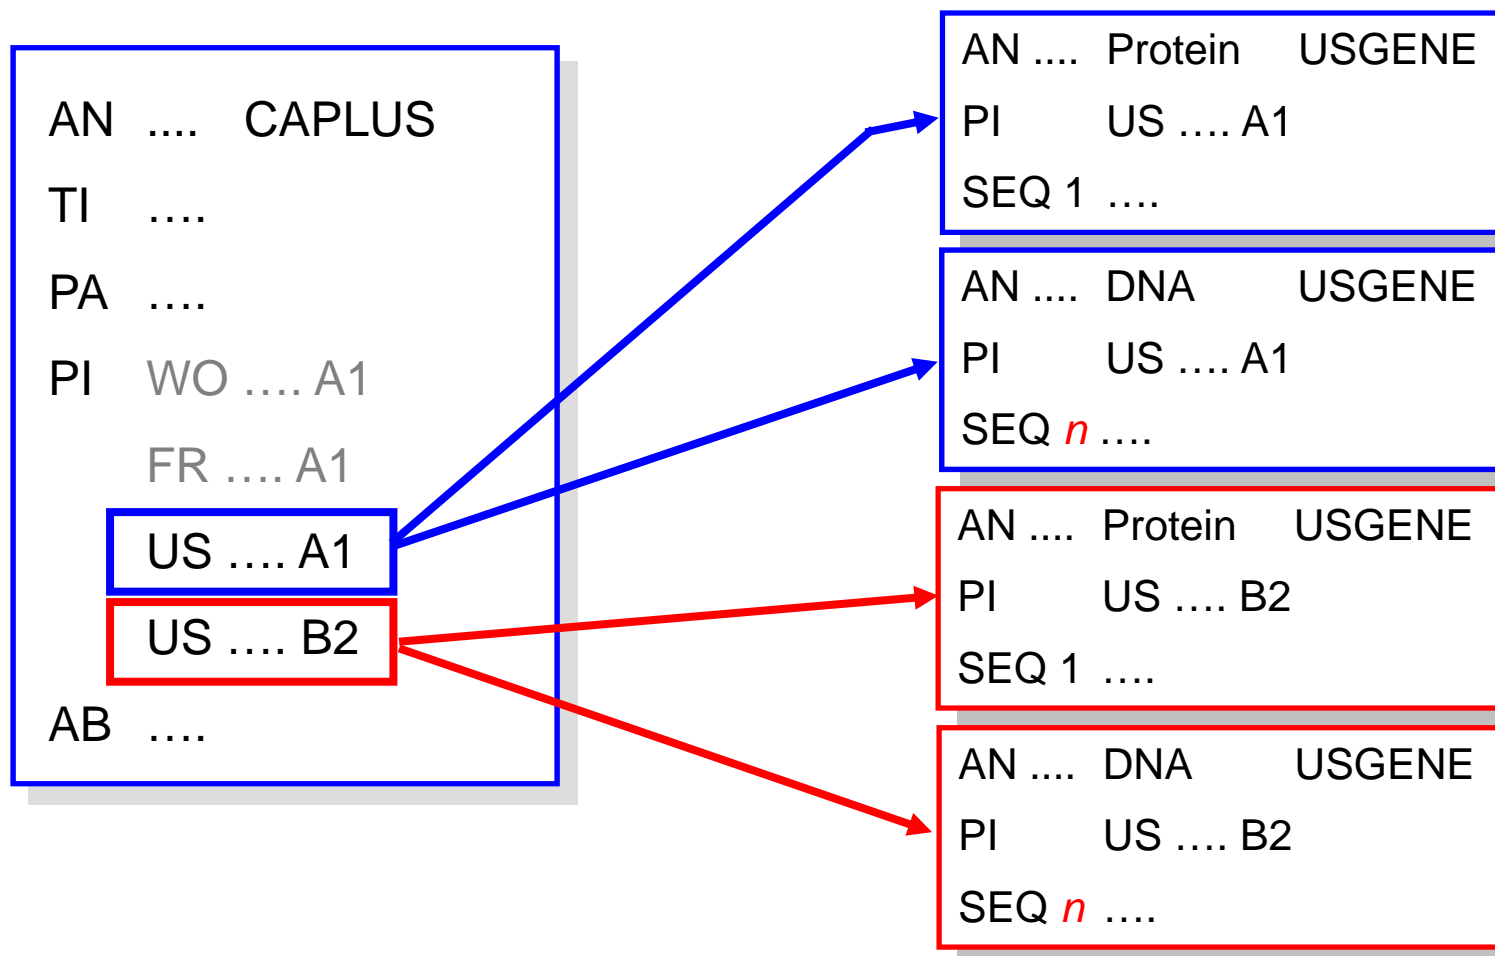 AN .... CAPLUS
TI ....
PA ....
PI WO .... A1
FR .... A1
US .... A1
US .... B2
AB ....
AN .... Protein USGENE
PI US .... A1
SEQ 1 ....
AN .... DNA USGENE
PI US .... A1
SEQ n ....
AN .... Protein USGENE
PI US .... B2
SEQ 1 ....
AN .... DNA USGENE
PI US .... B2
SEQ n ....